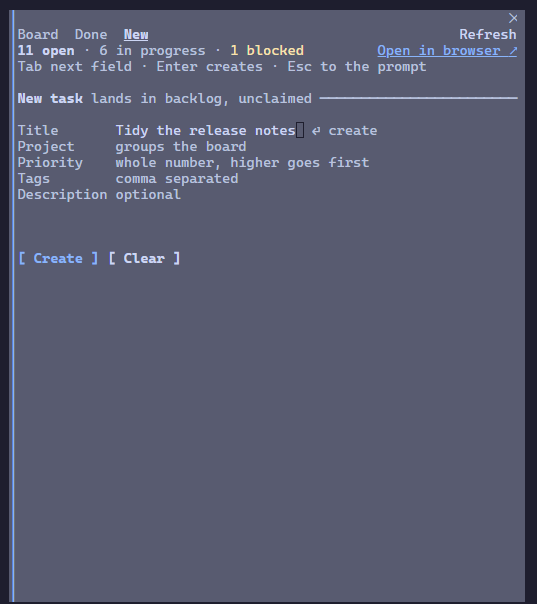 ×
Board Done New Refresh
11 open · 6 in progress · 1 blocked Open in browser ↗
Tab next field · Enter creates · Esc to the prompt
New task lands in backlog, unclaimed
Title Tidy the release notes ⏎ create
Project groups the board
Priority whole number, higher goes first
Tags comma separated
Description optional
[ Create ] [ Clear ]